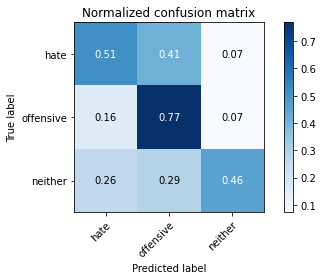 Normalized confusion matrix
True label
hate
offensive
neither
0.51 0.41 0.07
0.16 0.77 0.07
0.26 0.29 0.46
hate
offensive
neither
Predicted label
0.7
0.6
0.5
0.4
0.3
0.2
0.1